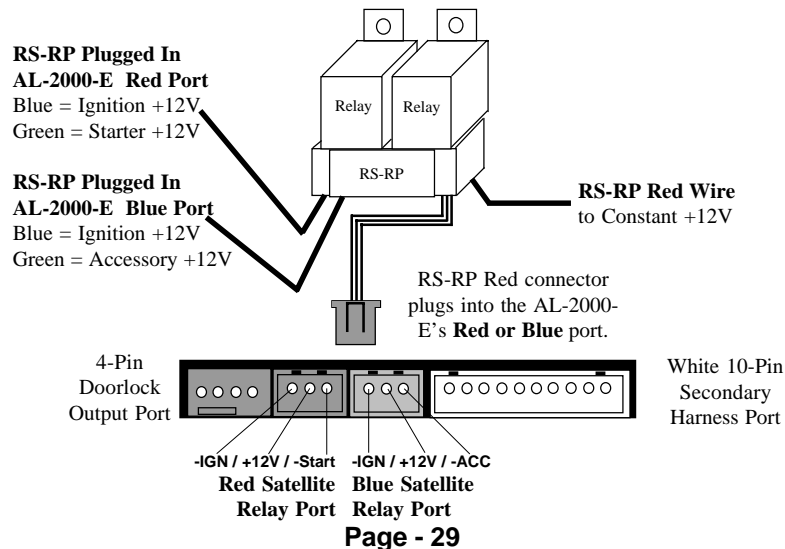 RS-RP Plugged In
AL-2000-E Red Port
Blue = Ignition +12V
Green = Starter +12V
RS-RP Plugged In
AL-2000-E Blue Port
Blue = Ignition +12V
Green = Accessory +12V
Relay
Relay
RS-RP
RS-RP Red Wire
to Constant +12V
RS-RP Red connector
plugs into the AL-2000-
E's Red or Blue port.
4-Pin
Doorlock
Output Port
White 10-Pin
Secondary
Harness Port
-IGN / +12V / -Start
Red Satellite
Relay Port
-IGN / +12V / -ACC
Blue Satellite
Relay Port
Page - 29